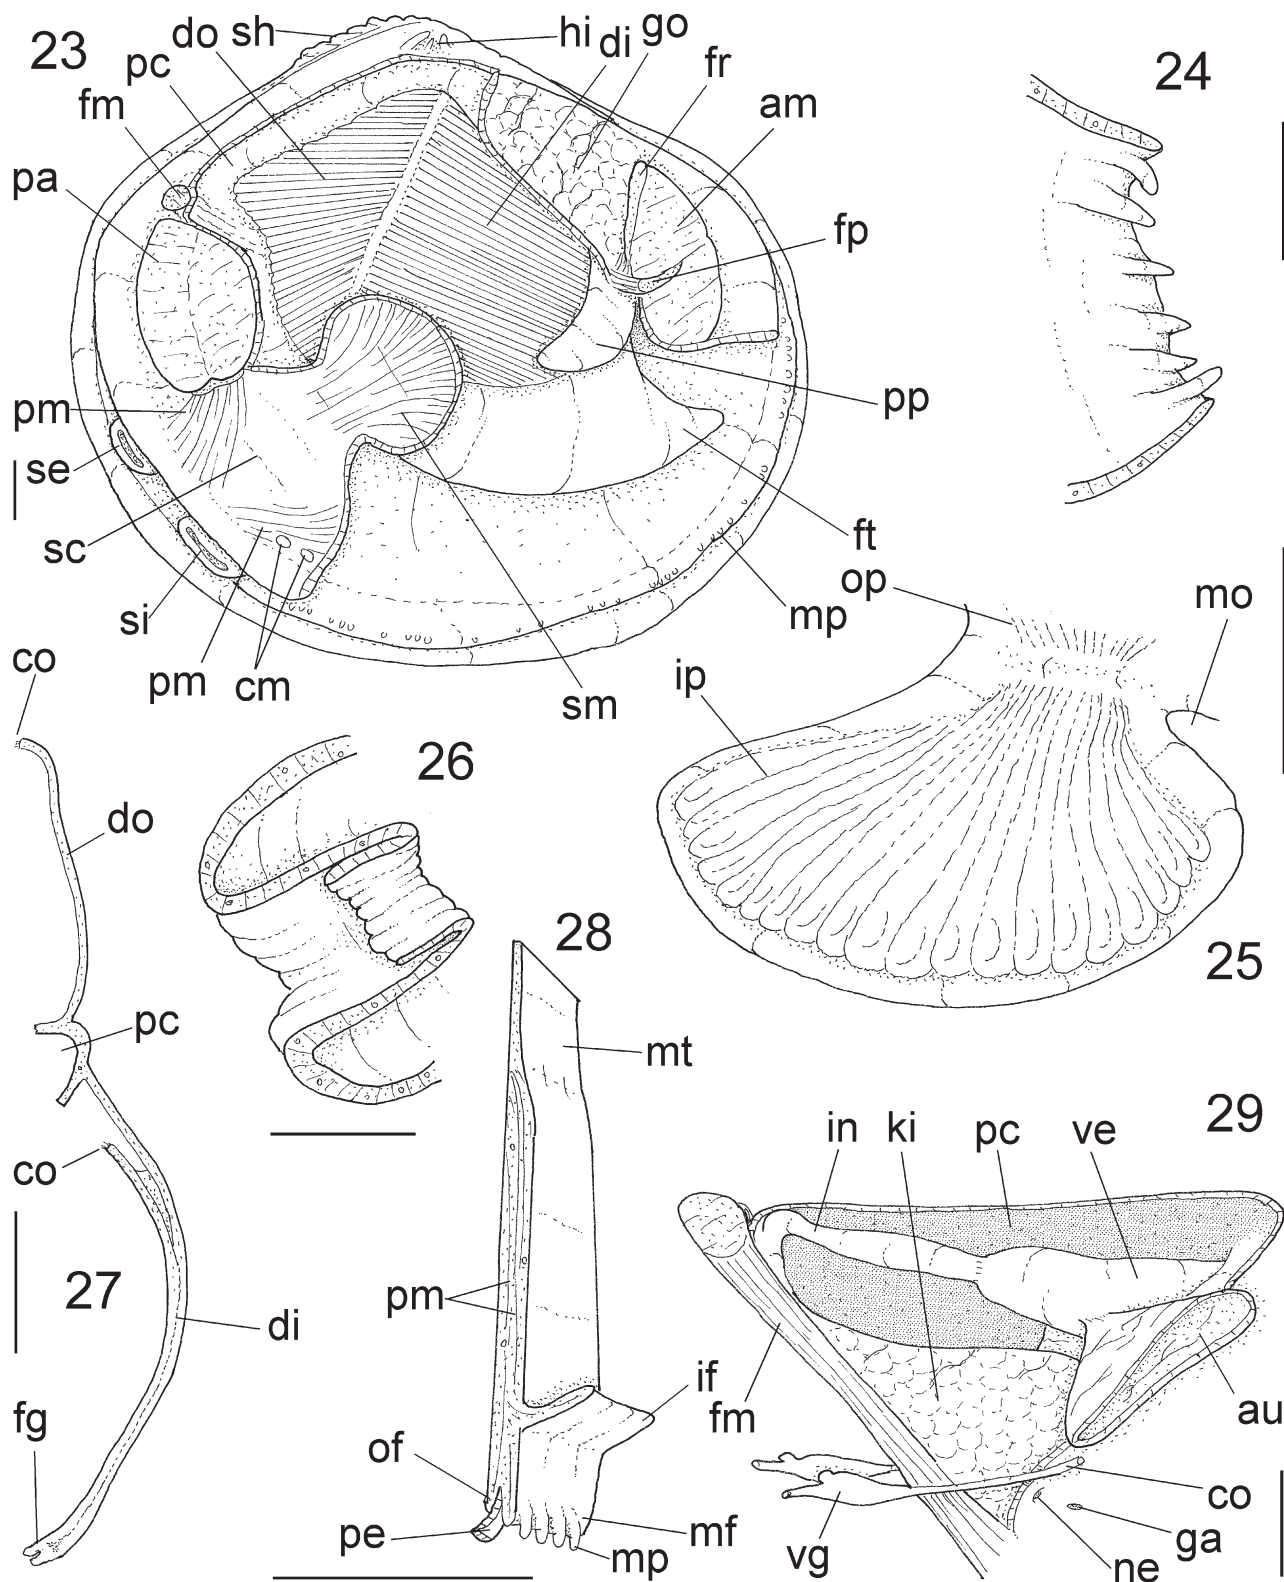 23
do sh
hi di go
fr
pc
fm
am
pa
fp
pp
pm
se
sc
si
pm cm
sm
ft
mp
24
op
mo
ip
25
co
do
pc
co
27
di
fg
26
28
mt
pm
if
of
pe
mf
mp
29
in ki pc ve
fm
au
co
vg
ga
ne